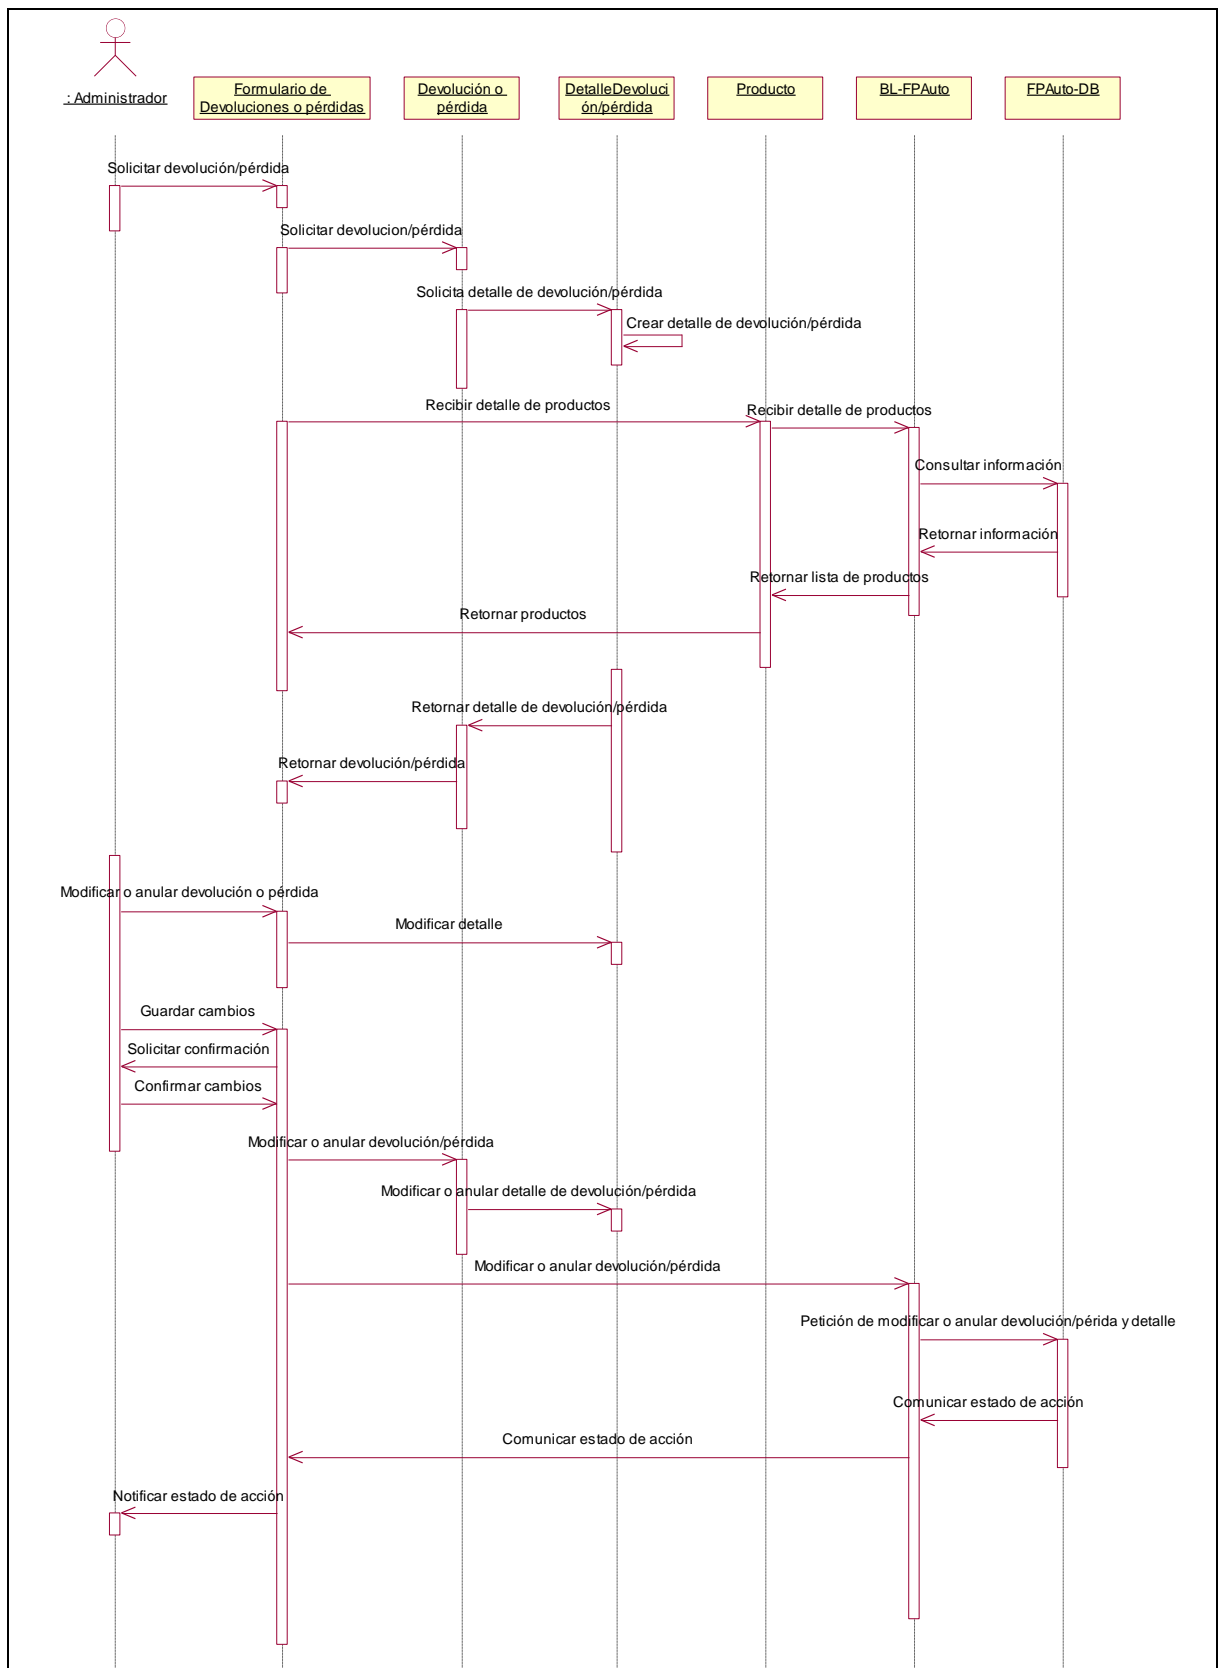 : Administrador
Formulario de
Devoluciones o pérdidas
Devolución o
pérdida
DetalleDevoluci
ón/pérdida
Producto
BL-FPAuto
FPAuto-DB
Solicitar devolución/pérdida
Solicitar devolucion/pérdida
Solicita detalle de devolución/pérdida
Crear detalle de devolución/pérdida
Recibir detalle de productos
Recibir detalle de productos
Consultar información
Retornar información
Retornar lista de productos
Retornar productos
Retornar detalle de devolución/pérdida
Retornar devolución/pérdida
Modificar o anular devolución o pérdida
Modificar detalle
Guardar cambios
Solicitar confirmación
Confirmar cambios
Modificar o anular devolución/pérdida
Modificar o anular detalle de devolución/pérdida
Modificar o anular devolución/pérdida
Petición de modificar o anular devolución/périda y detalle
Comunicar estado de acción
Comunicar estado de acción
Notificar estado de acción